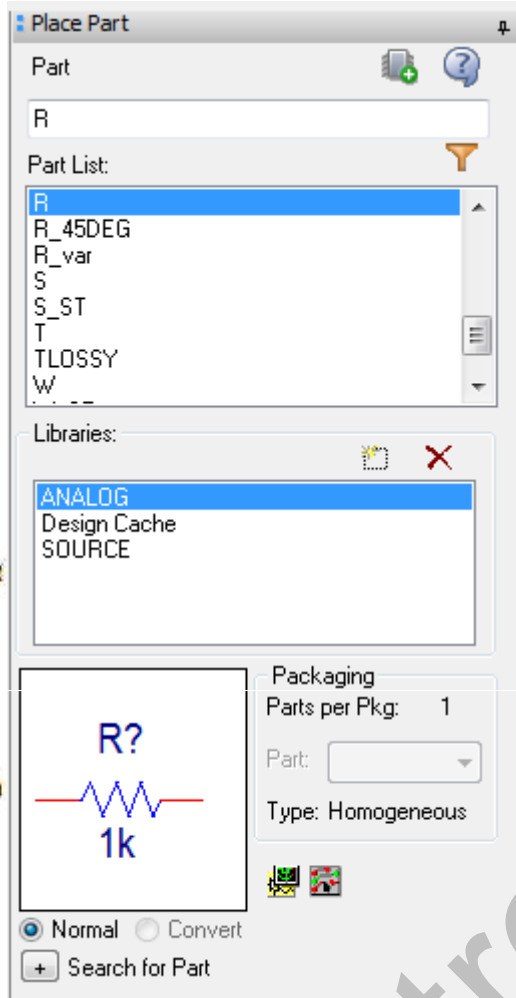 Place Part
Part
R
Part List:
R
R_45DEG
R_var
S
S_ST
T
TLOSSY
W
Libraries:
ANALOG
Design Cache
SOURCE
R?
1k
Packaging
Parts per Pkg: 1
Part:
Type: Homogeneous
Normal Convert
+ Search for Part